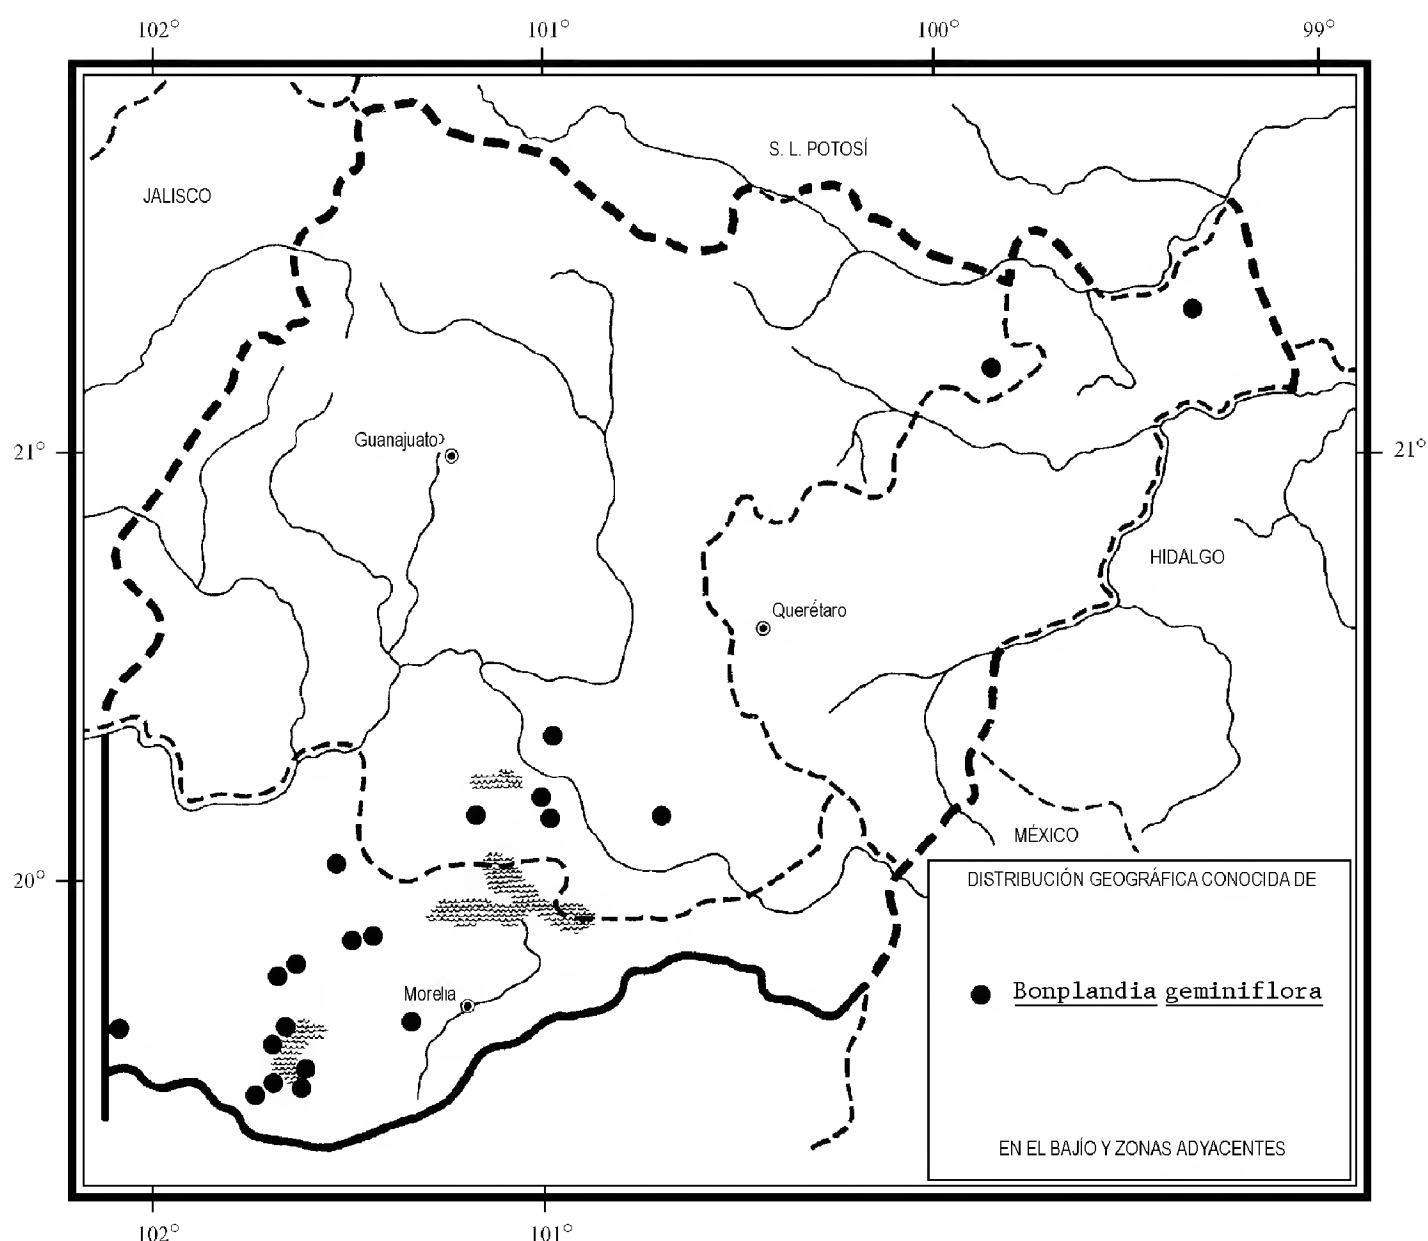 102° 101° 100° 99°
S. L. POTOSÍ
JALISCO
Guanajuato
21° 21°
HIDALGO
Querétaro
MÉXICO
20°
DISTRIBUCIÓN GEOGRÁFICA CONOCIDA DE
Bonplandia geminiflora
Morelia
EN EL BAJÍO Y ZONAS ADYACENTES
102° 101°